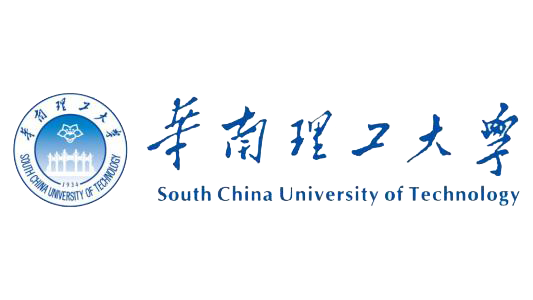 華南理工大學
SOUTH CHINA UNIVERSITY OF TECHNOLOGY
1934
華南理工大學
South China University of Technology